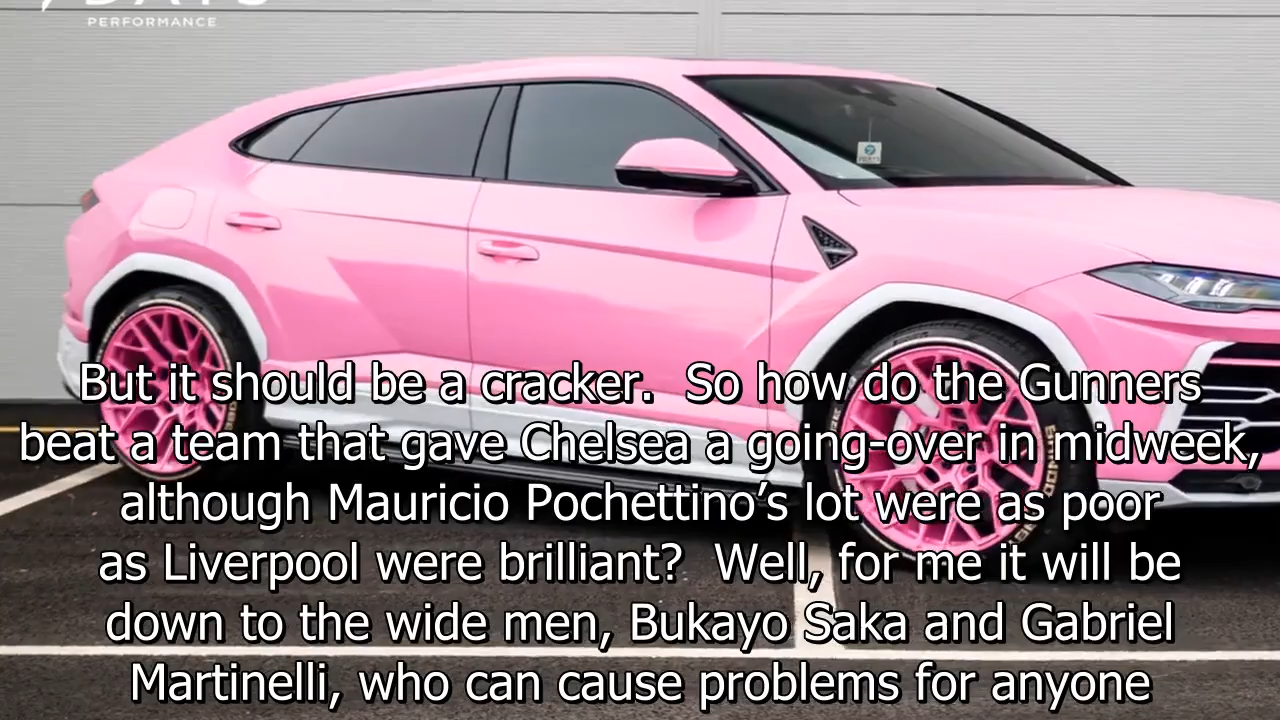 PERFORMANCE
But it should be a cracker.  So how do the Gunners
beat a team that gave Chelsea a going-over in midweek,
although Mauricio Pochettino’s lot were as poor
as Liverpool were brilliant?  Well, for me it will be
down to the wide men, Bukayo Saka and Gabriel
Martinelli, who can cause problems for anyone